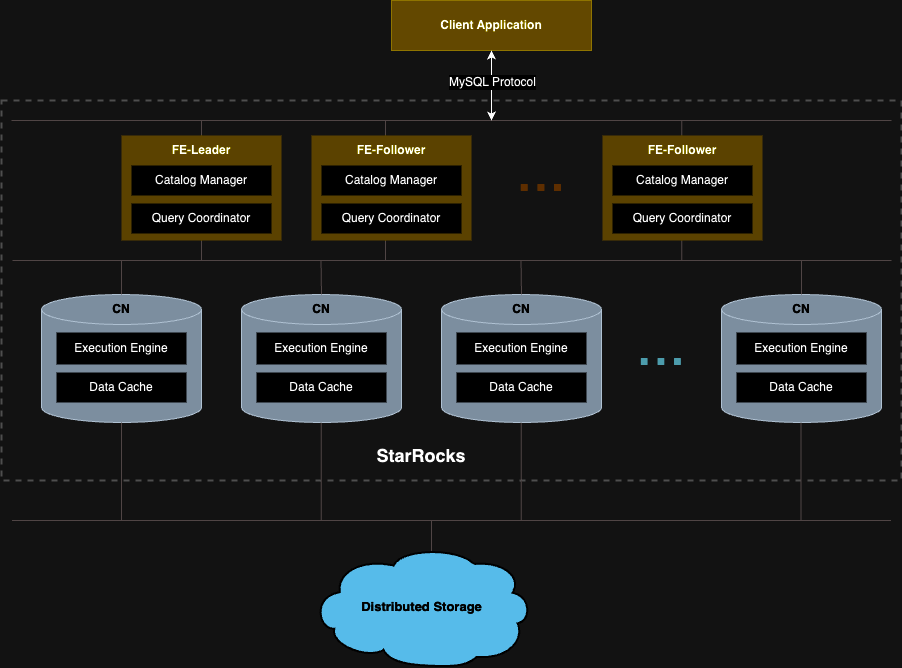 Client Application
MySQL Protocol
FE-Leader
Catalog Manager
Query Coordinator
FE-Follower
Catalog Manager
Query Coordinator
FE-Follower
Catalog Manager
Query Coordinator
CN
Execution Engine
Data Cache
CN
Execution Engine
Data Cache
CN
Execution Engine
Data Cache
CN
Execution Engine
Data Cache
StarRocks
Distributed Storage